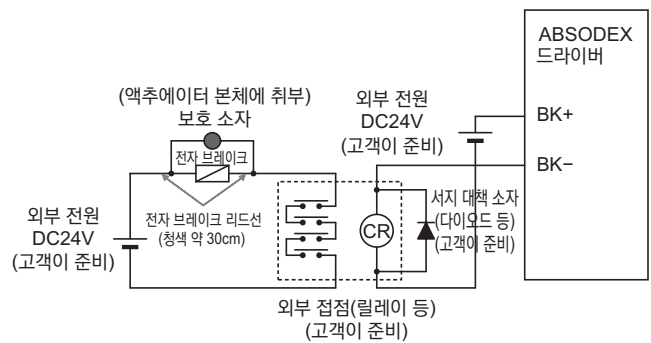 ABSODEX
드라이버
(액추에이터 본체에 취부)
보호 소자
외부 전원
DC24V
(고객이 준비)
BK+
전자 브레이크
BK−
외부 전원
DC24V
(고객이 준비)
전자 브레이크 리드선
(청색 약 30cm)
CR
서지 대책 소자
(다이오드 등)
(고객이 준비)
외부 접점(릴레이 등)
(고객이 준비)